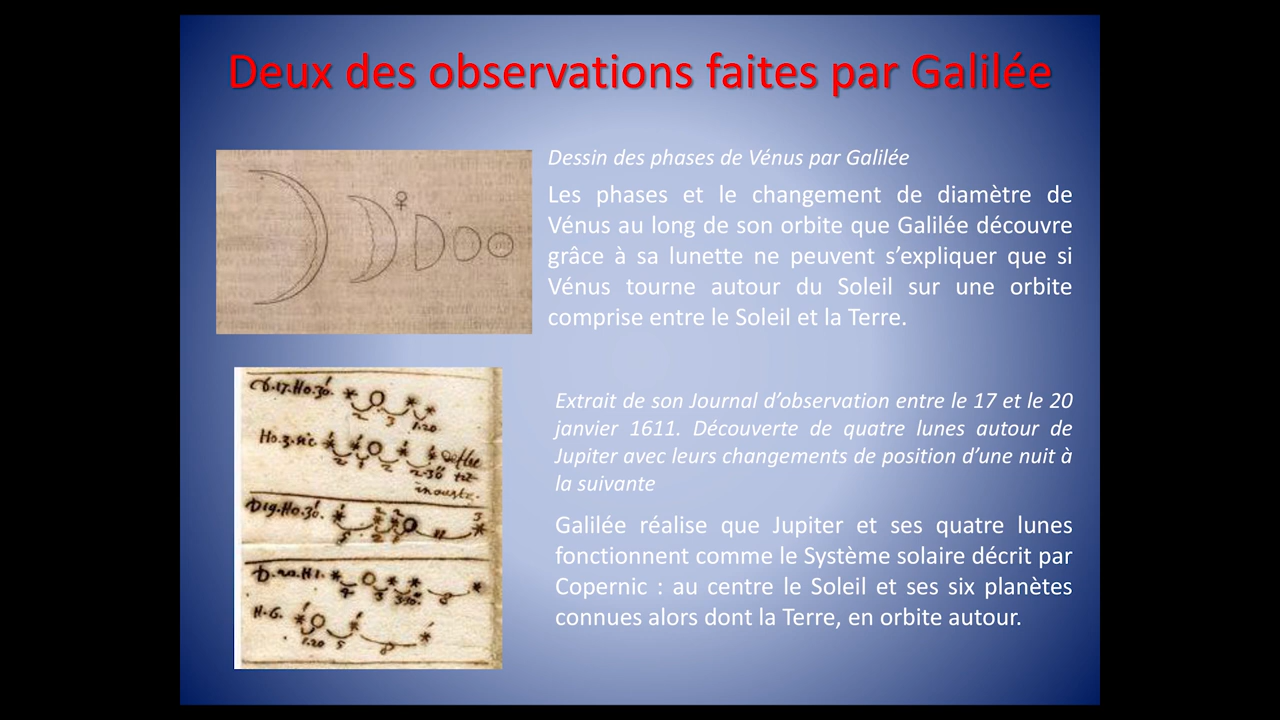 Deux des observations faites par Galilée
Dessin des phases de Vénus par Galilée
Les phases et le changement de diamètre de
Vénus au long de son orbite que Galilée découvre
grâce à sa lunette ne peuvent s’expliquer que si
Vénus tourne autour du Soleil sur une orbite
comprise entre le Soleil et la Terre.
Extrait de son Journal d’observation entre le 17 et le 20
janvier 1611. Découverte de quatre lunes autour de
Jupiter avec leurs changements de position d’une nuit à
la suivante
Galilée réalise que Jupiter et ses quatre lunes
fonctionnent comme le Système solaire décrit par
Copernic : au centre le Soleil et ses six planètes
connues alors dont la Terre, en orbite autour.